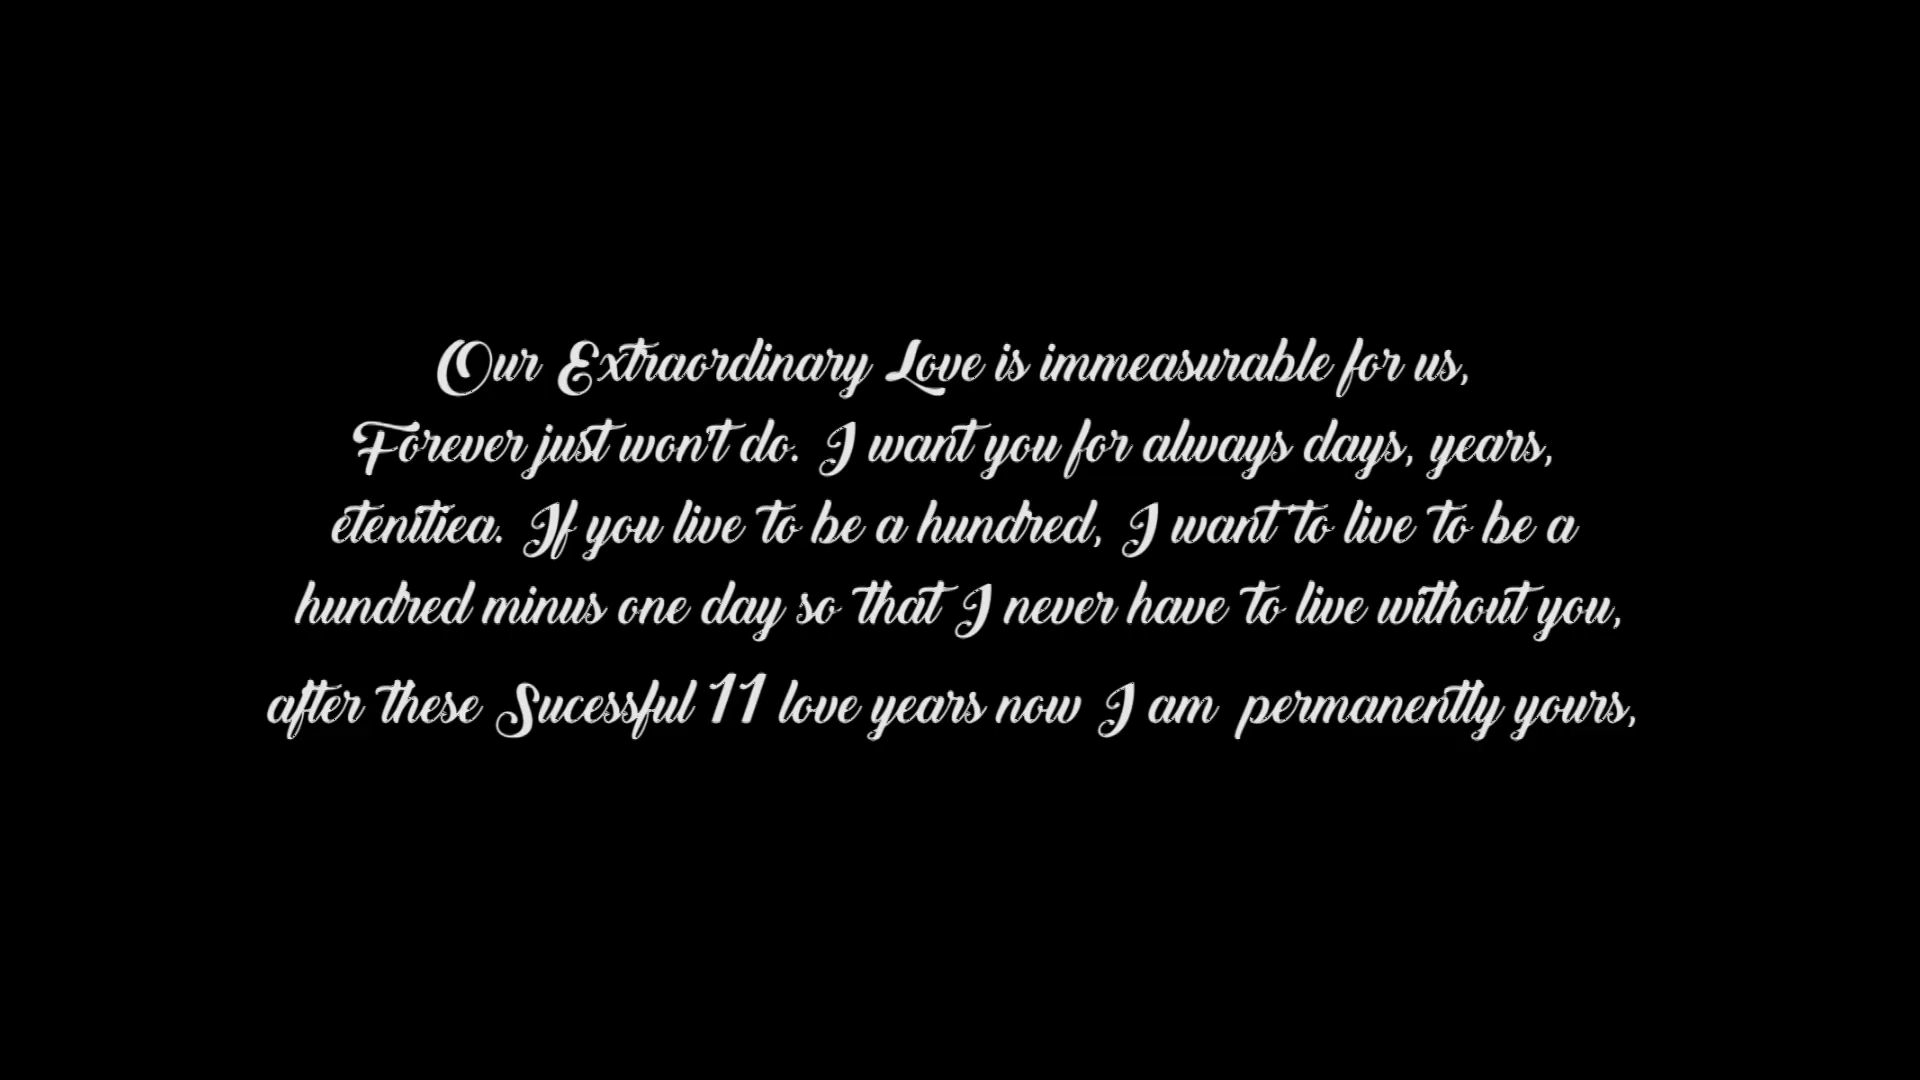 Our Extraordinary Love is immeasurable for us,
Forever just won't do. I want you for always days, years,
etenitiea. If you live to be a hundred, I want to live to be a
hundred minus one day so that I never have to live without you,
after these Sucessful 11 love years now I am permanently yours,